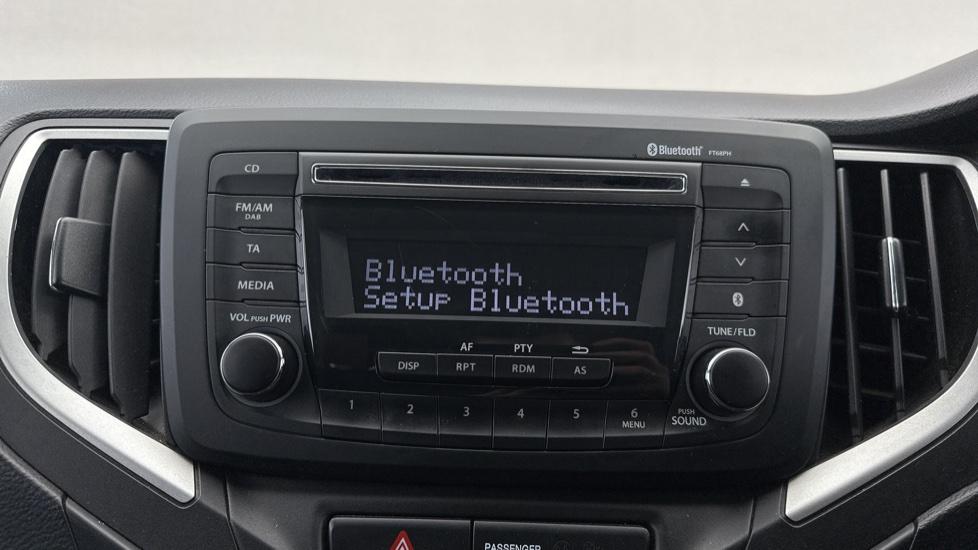 Bluetooth FT68PH
CD
FM/AM
DAB
TA
MEDIA
VOL PUSH PWR
Bluetooth
Setup Bluetooth
AF PTY
DISP RPT RDM AS
1 2 3 4 5 6
MENU
TUNE/FLD
PUSH
SOUND
PASSENGER